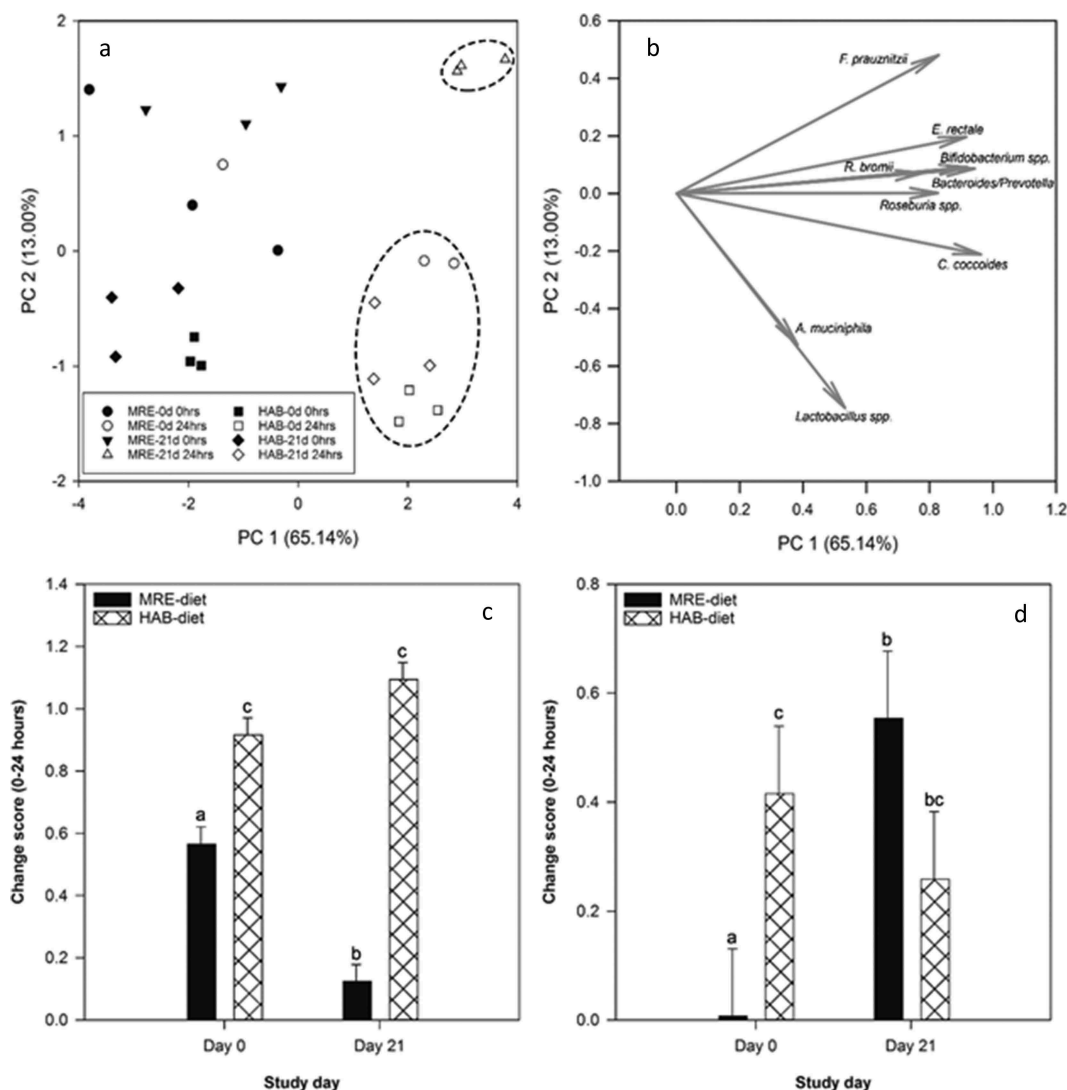 a
2
1
0
-1
-2
PC 2 (13.00%)
MRE-0d 0hrs
MRE-0d 24hrs
MRE-21d 0hrs
MRE-21d 24hrs
HAB-0d 0hrs
HAB-0d 24hrs
HAB-21d 0hrs
HAB-21d 24hrs
-4
-2
0
2
4
PC 1 (65.14%)
b
0.6
0.4
0.2
0.0
-0.2
-0.4
-0.6
-0.8
-1.0
PC 2 (13.00%)
F. prauznitzii
E. rectale
Bifidobacterium spp.
R. bromii
Bacteroides/Prevotella
Roseburia spp.
C. coccoides
A. muciniphila
Lactobacillus spp.
0.0
0.2
0.4
0.6
0.8
1.0
1.2
PC 1 (65.14%)
MRE-diet
HAB-diet
c
1.4
1.2
1.0
0.8
0.6
0.4
0.2
0.0
Change score (0-24 hours)
a
c
b
c
Day 0
Day 21
Study day
MRE-diet
HAB-diet
d
0.8
0.6
0.4
0.2
0.0
Change score (0-24 hours)
a
c
b
bc
Day 0
Day 21
Study day